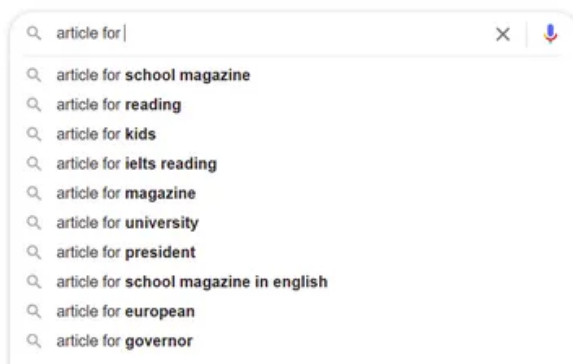 article for
article for school magazine
article for reading
article for kids
article for ielts reading
article for magazine
article for university
article for president
article for school magazine in english
article for european
article for governor